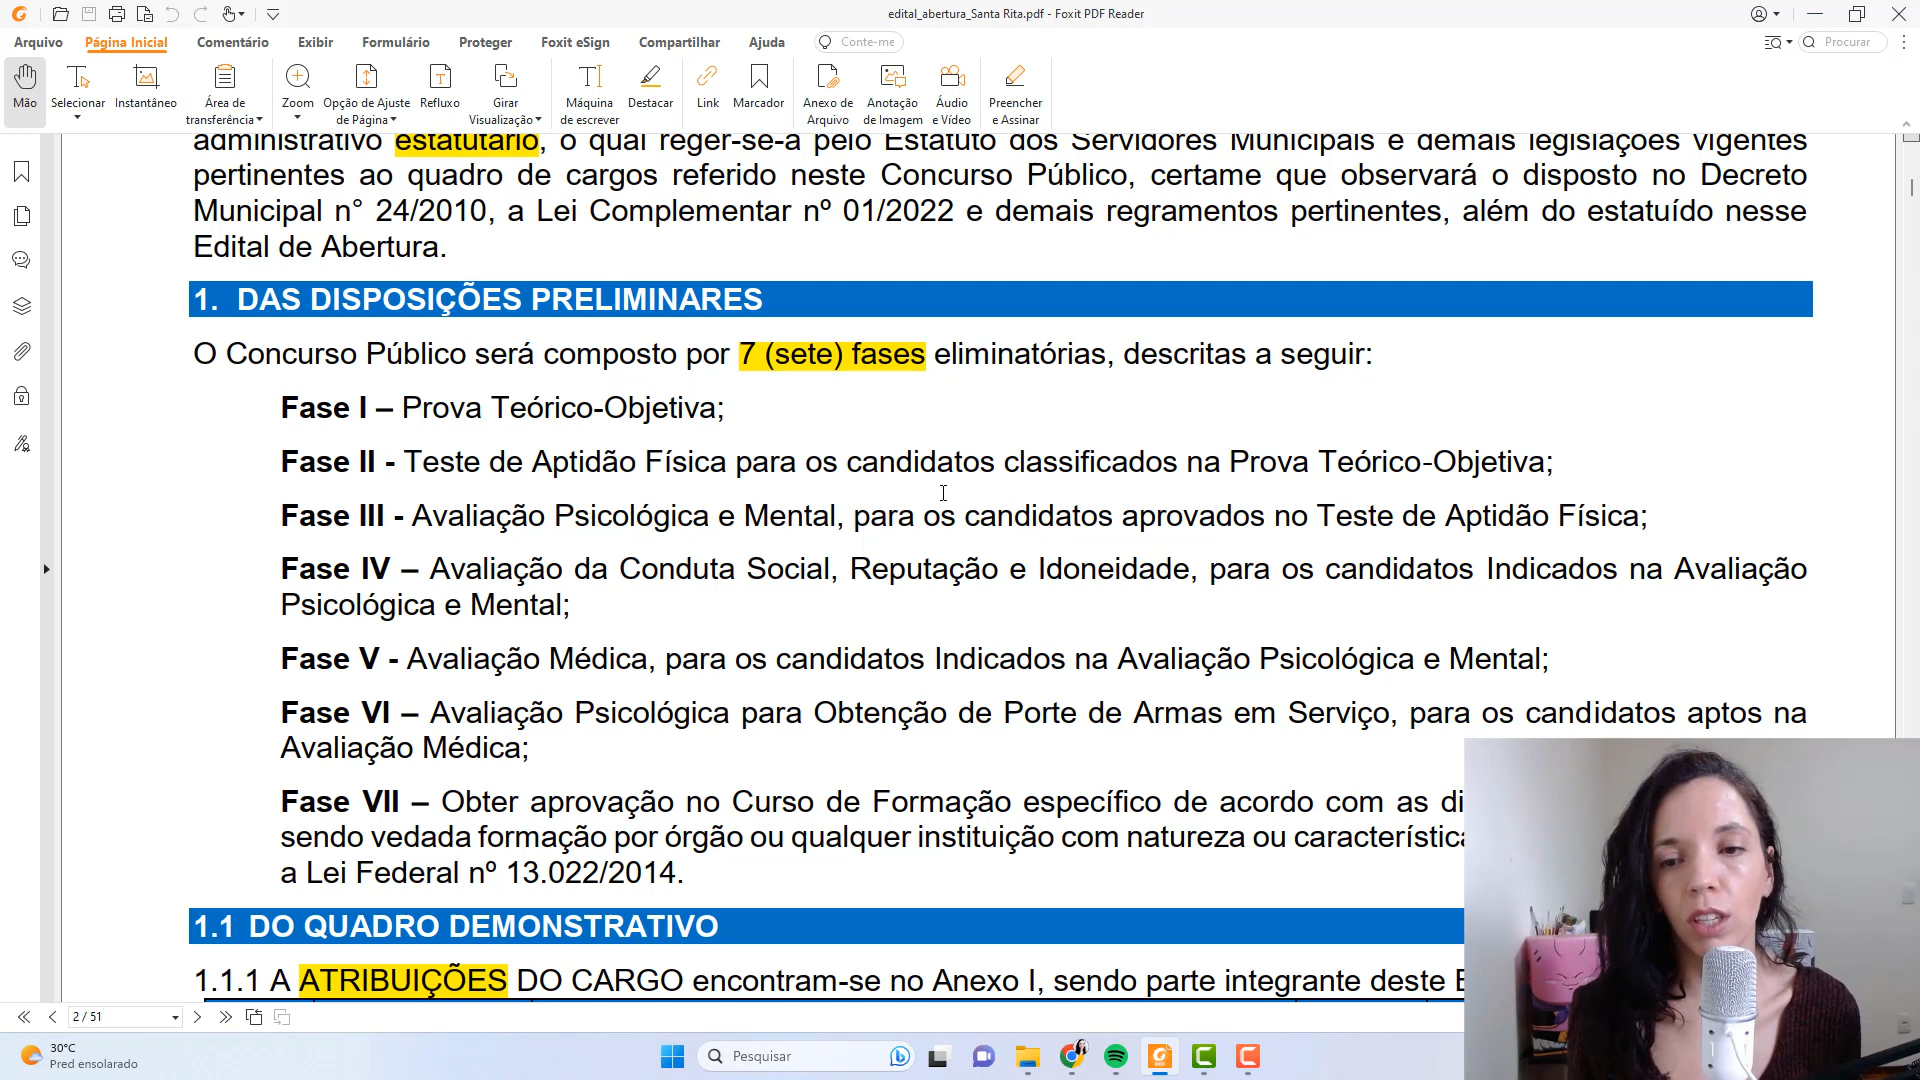 edital_abertura_Santa Rita.pdf - Foxit PDF Reader
Arquivo Página Inicial Comentário Exibir Formulário Proteger Foxit eSign Compartilhar Ajuda Conte-me Procurar
Mão Selecionar Instantâneo Área de transferência Zoom Opção de Ajuste de Página Refluxo Girar Visualização Máquina de escrever Destacar Link Marcador Anexo de Arquivo Anotação de Imagem Áudio e Vídeo Preencher e Assinar
administrativo estatutário, o qual reger-se-á pelo Estatuto dos Servidores Municipais e demais legislações vigentes
pertinentes ao quadro de cargos referido neste Concurso Público, certame que observará o disposto no Decreto
Municipal n° 24/2010, a Lei Complementar nº 01/2022 e demais regramentos pertinentes, além do estatuído nesse
Edital de Abertura.
1. DAS DISPOSIÇÕES PRELIMINARES
O Concurso Público será composto por 7 (sete) fases eliminatórias, descritas a seguir:
Fase I – Prova Teórico-Objetiva;
Fase II - Teste de Aptidão Física para os candidatos classificados na Prova Teórico-Objetiva;
Fase III - Avaliação Psicológica e Mental, para os candidatos aprovados no Teste de Aptidão Física;
Fase IV – Avaliação da Conduta Social, Reputação e Idoneidade, para os candidatos Indicados na Avaliação
Psicológica e Mental;
Fase V - Avaliação Médica, para os candidatos Indicados na Avaliação Psicológica e Mental;
Fase VI – Avaliação Psicológica para Obtenção de Porte de Armas em Serviço, para os candidatos aptos na
Avaliação Médica;
Fase VII – Obter aprovação no Curso de Formação específico de acordo com as di
sendo vedada formação por órgão ou qualquer instituição com natureza ou característica
a Lei Federal nº 13.022/2014.
1.1 DO QUADRO DEMONSTRATIVO
1.1.1 A ATRIBUIÇÕES DO CARGO encontram-se no Anexo I, sendo parte integrante deste E
2 / 51
30°C
Pred ensolarado
Pesquisar